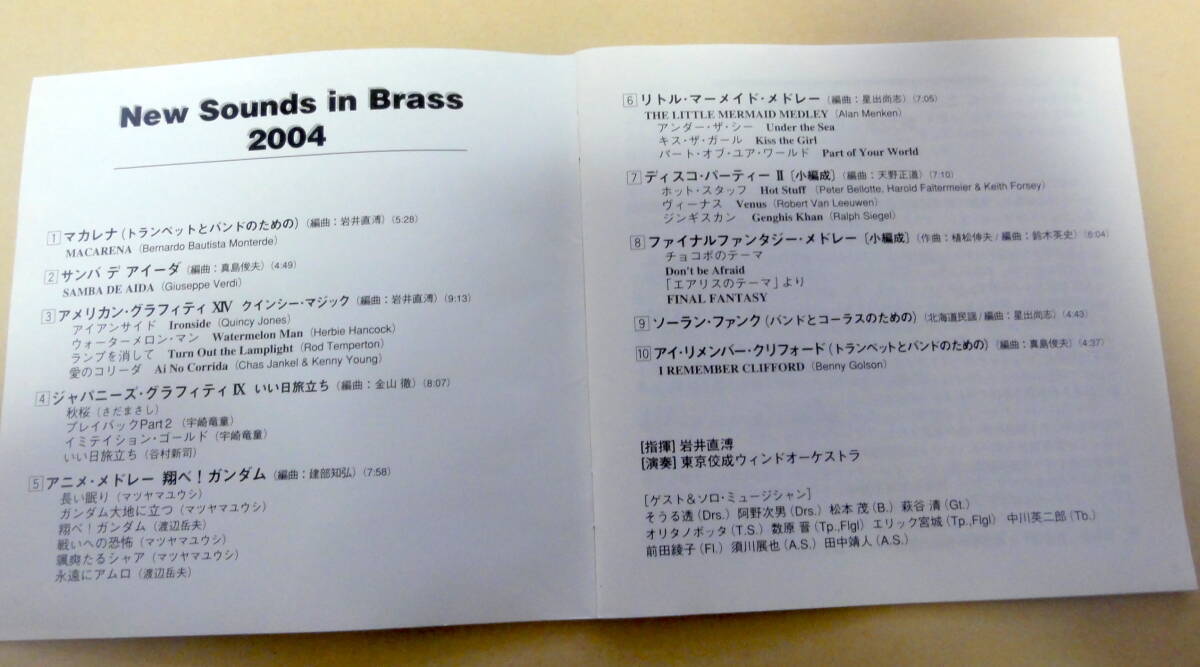 New Sounds in Brass
2004
1 マカレナ(トランペットとバンドのための)(編曲:岩井直溥)(5:28)
MACARENA (Bernardo Bautista Monterde)
2 サンバ デ アイーダ(編曲:真島俊夫)(4:49)
SAMBA DE AIDA (Giuseppe Verdi)
3 アメリカン・グラフィティ XIV クインシー・マジック(編曲:岩井直溥)(9:13)
アイアンサイド Ironside (Quincy Jones)
ウォーターメロン・マン Watermelon Man (Herbie Hancock)
ランプを消して Turn Out the Lamplight (Rod Temperton)
愛のコリーダ Ai No Corrida (Chas Jankel & Kenny Young)
4 ジャパニーズ・グラフィティ IX いい日旅立ち(編曲:金山 徹)(8:07)
秋桜(さだまさし)
プレイバックPart2(宇崎竜童)
イミテイション・ゴールド(宇崎竜童)
いい日旅立ち(谷村新司)
5 アニメ・メドレー 翔べ!ガンダム(編曲:建部知弘)(7:58)
長い眠り(マツヤマユウシ)
ガンダム大地に立つ(マツヤマユウシ)
翔べ!ガンダム(渡辺岳夫)
戦いへの恐怖(マツヤマユウシ)
颯爽たるシャア(マツヤマユウシ)
永遠にアムロ(渡辺岳夫)
6 リトル・マーメイド・メドレー(編曲:星出尚志)(7:05)
THE LITTLE MERMAID MEDLEY (Alan Menken)
アンダー・ザ・シー Under the Sea
キス・ザ・ガール Kiss the Girl
パート・オブ・ユア・ワールド Part of Your World
7 ディスコ・パーティー II [小編成](編曲:天野正道)(7:10)
ホット・スタッフ Hot Stuff (Peter Bellotte, Harold Faltermeier & Keith Forsey)
ヴィーナス Venus (Robert Van Leeuwen)
ジンギスカン Genghis Khan (Ralph Siegel)
8 ファイナルファンタジー・メドレー [小編成](作曲:植松伸夫/編曲:鈴木英史)(6:04)
チョコボのテーマ
Don't be Afraid
「エアリスのテーマ」より
FINAL FANTASY
9 ソーラン・ファンク(バンドとコーラスのための)(北海道民謡/編曲:星出尚志)(4:43)
10 アイ・リメンバー・クリフォード(トランペットとバンドのための)(編曲:真島俊夫)(4:37)
I REMEMBER CLIFFORD (Benny Golson)
[指揮]岩井直溥
[演奏]東京佼成ウィンドオーケストラ
[ゲスト&ソロ・ミュージシャン]
そうる透(Drs.) 阿野次男(Drs.) 松本 茂(B.) 萩谷 清(Gt.)
オリタノボッタ(T.S.) 数原 晋(Tp.,Flgl) エリック宮城(Tp.,Flgl) 中川英二郎(Tb.)
前田綾子(Fl.) 須川展也(A.S.) 田中靖人(A.S.)